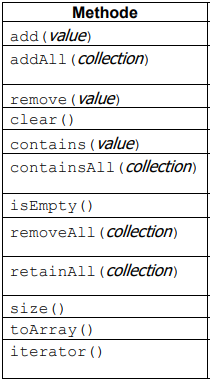 Methode
add(value)
addAll(collection)
remove(value)
clear()
contains(value)
containsAll(collection)
isEmpty()
removeAll(collection)
retainAll(collection)
size()
toArray()
iterator()